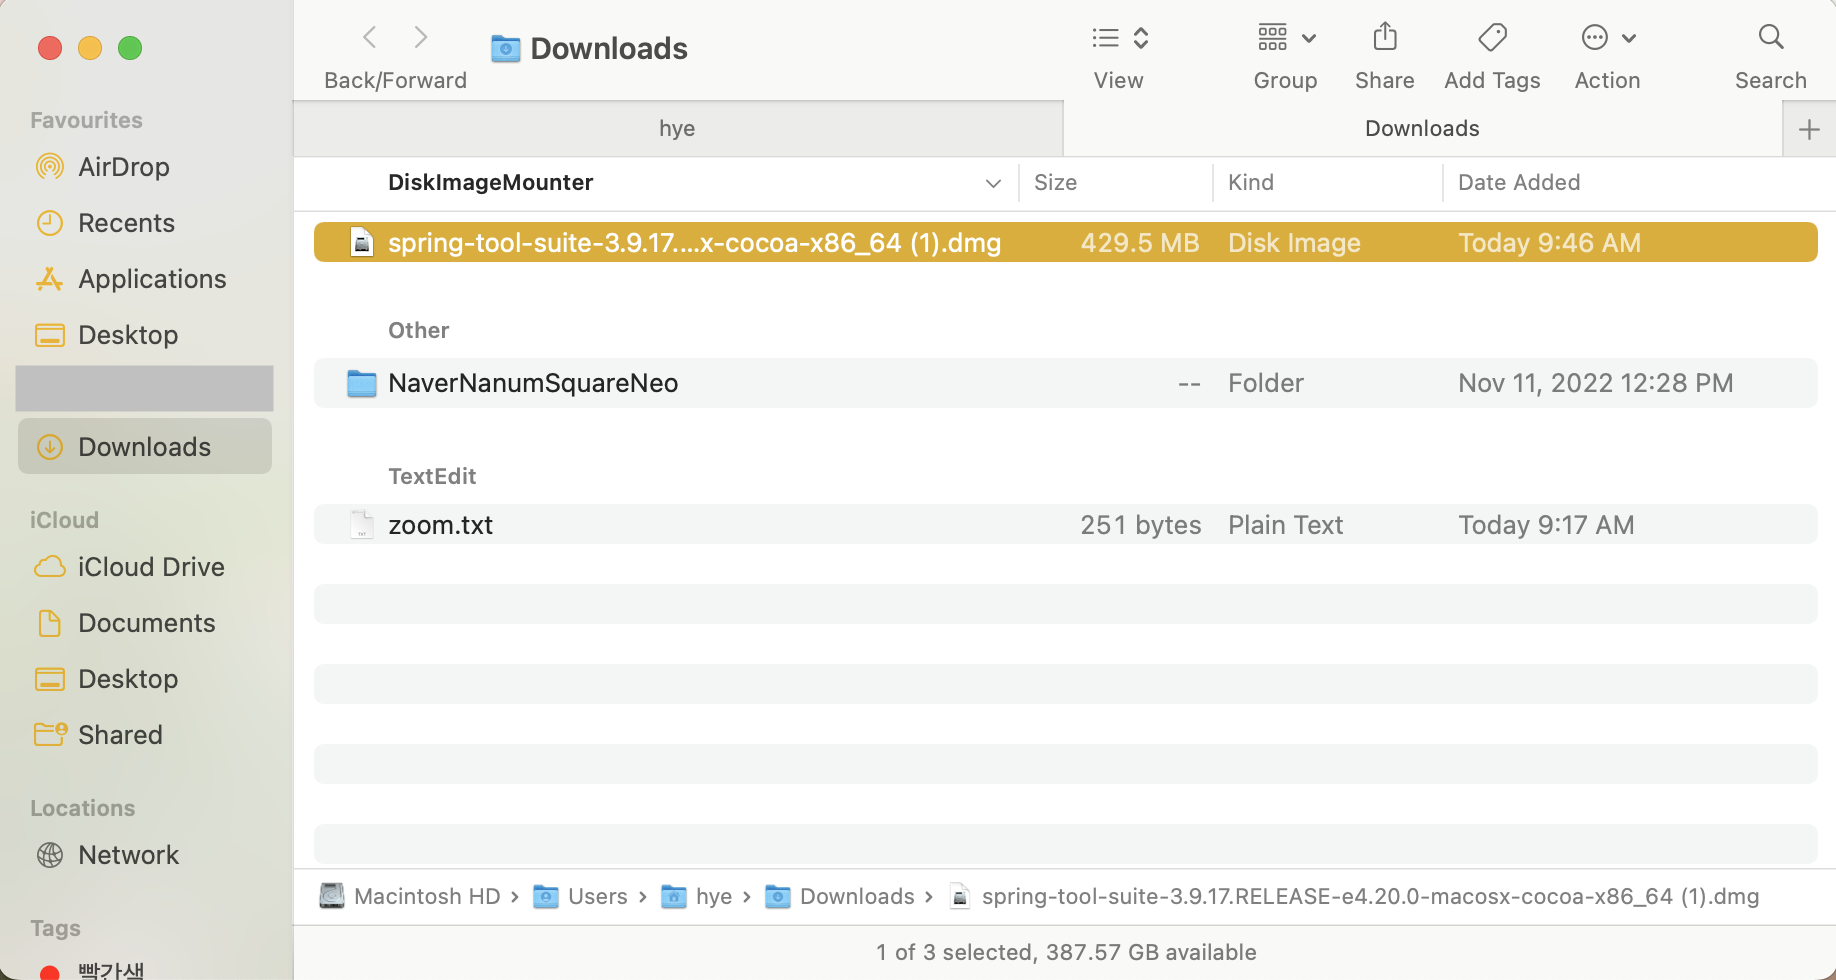 Back/Forward
Downloads
View
Group
Share
Add Tags
Action
Search
hye
Downloads
Favourites
AirDrop
Recents
Applications
Desktop
Downloads
iCloud
iCloud Drive
Documents
Desktop
Shared
Locations
Network
Tags
빨간색
DiskImageMounter Size Kind Date Added
spring-tool-suite-3.9.17....x-cocoa-x86_64 (1).dmg 429.5 MB Disk Image Today 9:46 AM
Other
NaverNanumSquareNeo -- Folder Nov 11, 2022 12:28 PM
TextEdit
zoom.txt 251 bytes Plain Text Today 9:17 AM
Macintosh HD › Users › hye › Downloads › spring-tool-suite-3.9.17.RELEASE-e4.20.0-macosx-cocoa-x86_64 (1).dmg
1 of 3 selected, 387.57 GB available